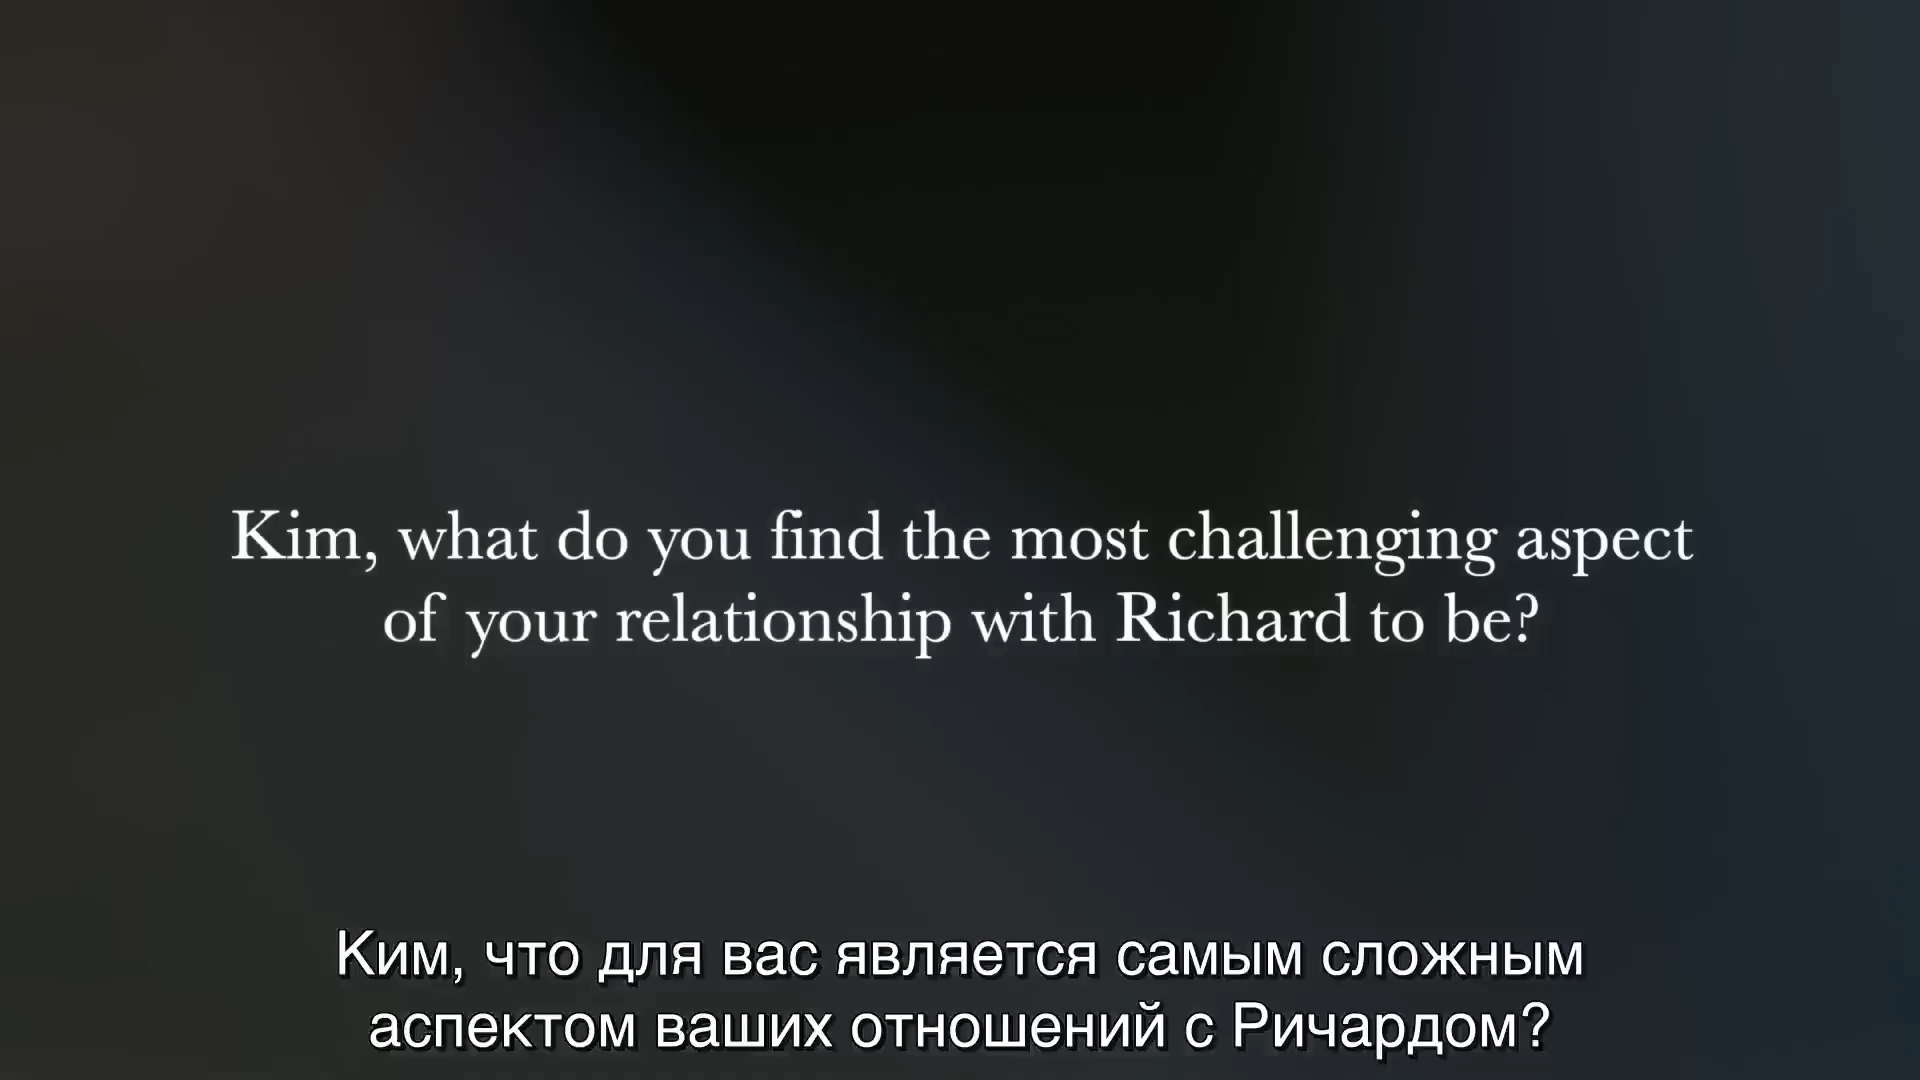 Kim, what do you find the most challenging aspect
of your relationship with Richard to be?
Ким, что для вас является самым сложным
аспектом ваших отношений с Ричардом?